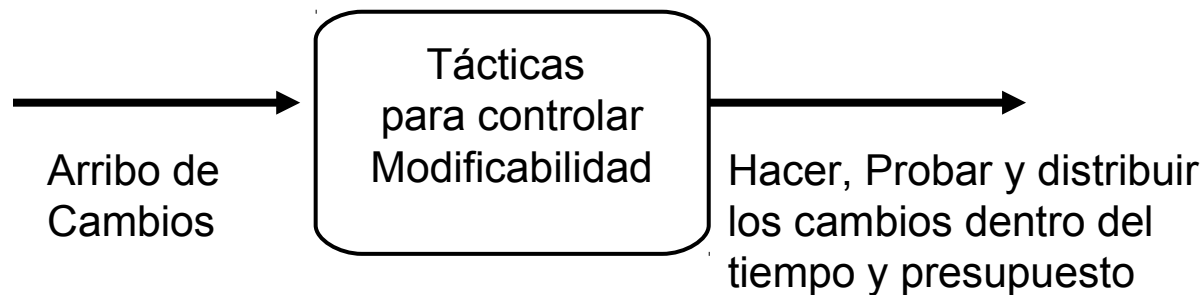 Tácticas
para controlar
Modificabilidad
Arribo de
Cambios
Hacer, Probar y distribuir
los cambios dentro del
tiempo y presupuesto